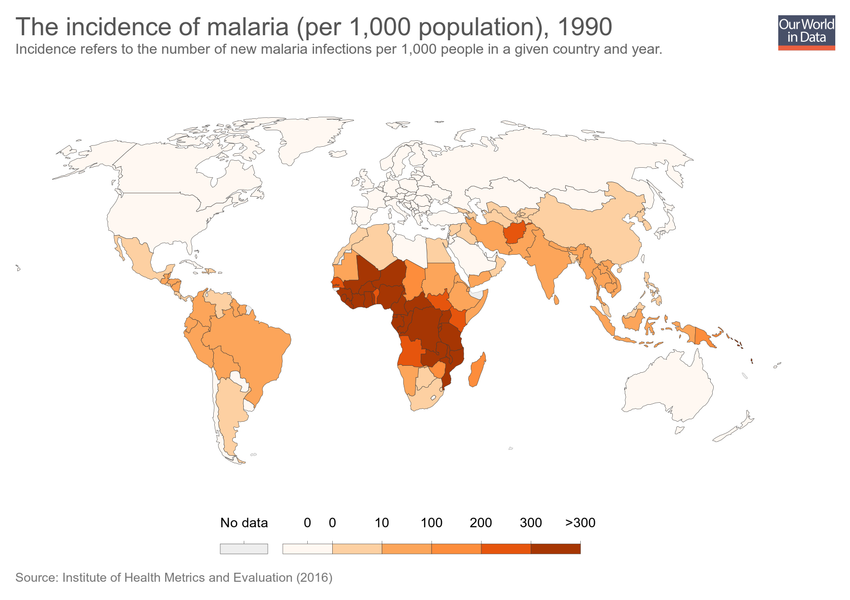 The incidence of malaria (per 1,000 population), 1990
Incidence refers to the number of new malaria infections per 1,000 people in a given country and year.
Our World
in Data
No data 0 0 10 100 200 300 >300
Source: Institute of Health Metrics and Evaluation (2016)